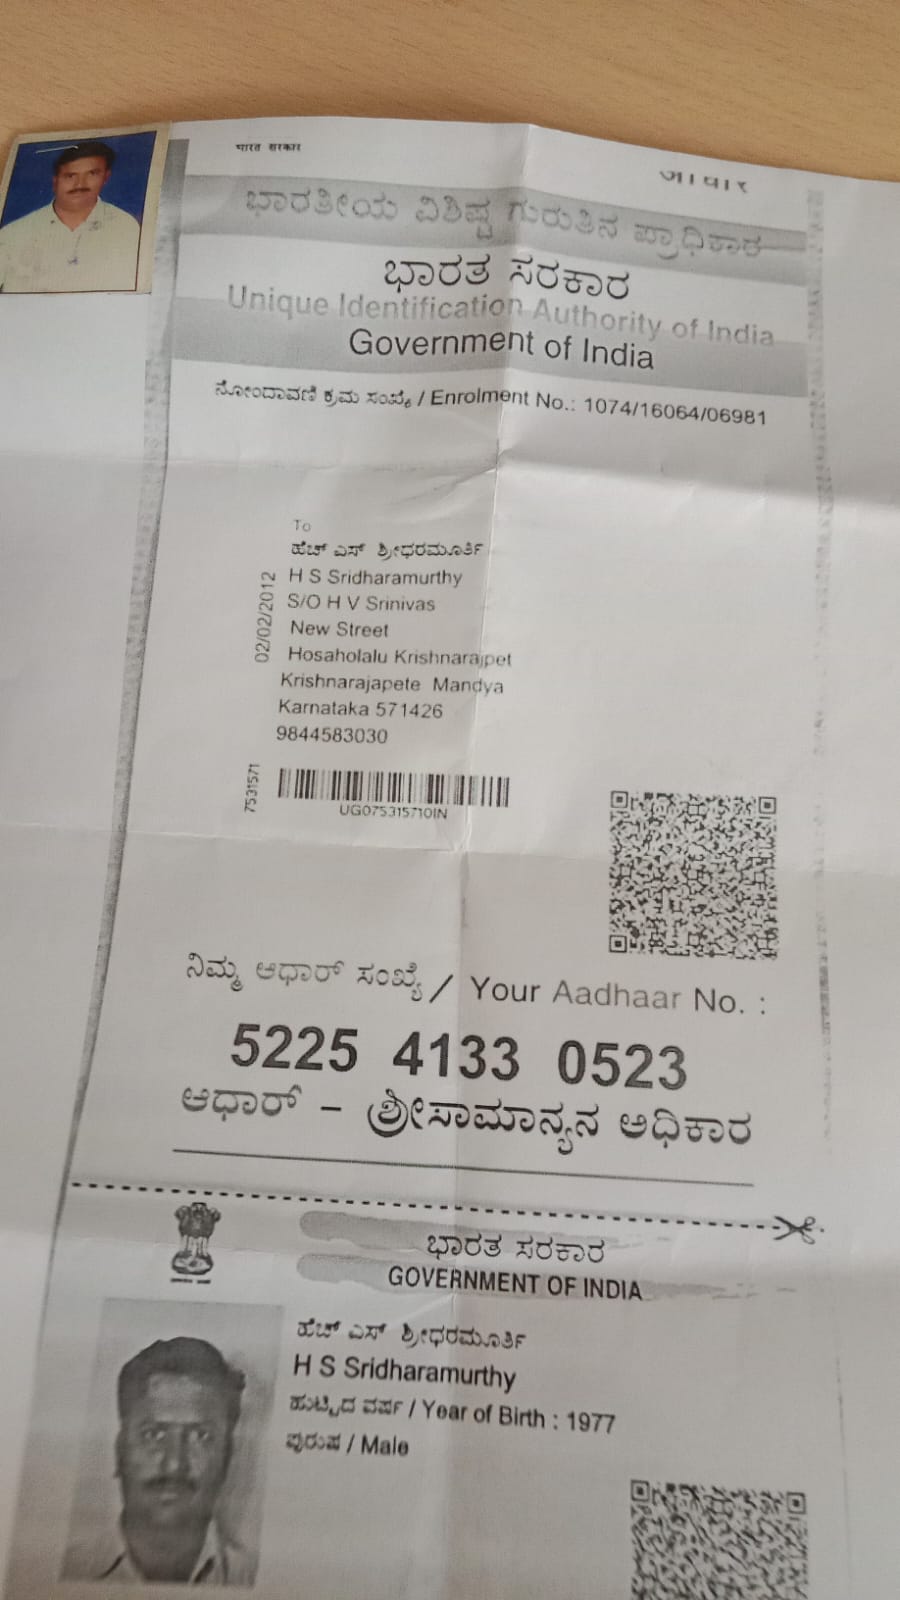 भारत सरकार
ಭಾರತೀಯ ವಿಶಿಷ್ಟ ಗುರುತಿನ ಪ್ರಾಧಿಕಾರ
ಭಾರತ ಸರಕಾರ
Unique Identification Authority of India
Government of India
ನೋಂದಾವಣಿ ಕ್ರಮ ಸಂಖ್ಯೆ / Enrolment No.: 1074/16064/06981
To
ಹೆಚ್ ಎಸ್ ಶ್ರೀಧರಮೂರ್ತಿ
H S Sridharamurthy
S/O H V Srinivas
New Street
Hosaholalu Krishnarajpet
Krishnarajapete Mandya
Karnataka 571426
9844583030
02/02/2012
7531571
UG075315710IN
ನಿಮ್ಮ ಆಧಾರ್ ಸಂಖ್ಯೆ / Your Aadhaar No. :
5225 4133 0523
ಆಧಾರ್ – ಶ್ರೀಸಾಮಾನ್ಯನ ಅಧಿಕಾರ
ಭಾರತ ಸರಕಾರ
GOVERNMENT OF INDIA
ಹೆಚ್ ಎಸ್ ಶ್ರೀಧರಮೂರ್ತಿ
H S Sridharamurthy
ಹುಟ್ಟಿದ ವರ್ಷ / Year of Birth : 1977
ಪುರುಷ / Male